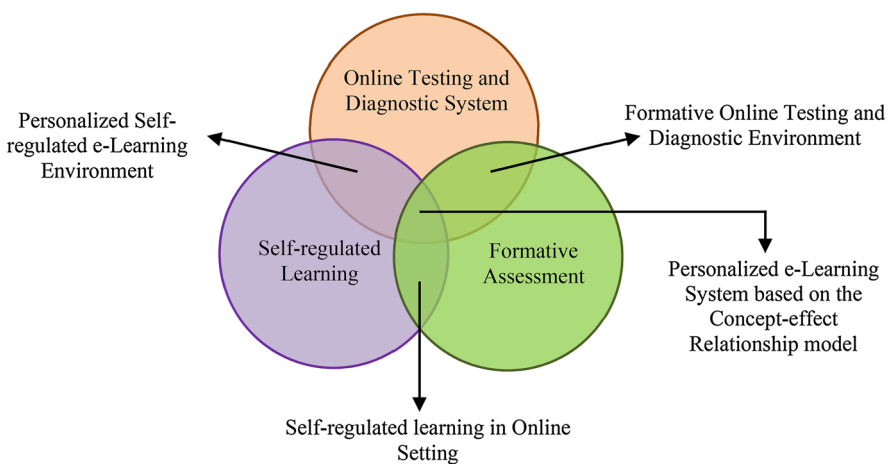 Online Testing and
Diagnostic System
Personalized Self-
regulated e-Learning
Environment
Formative Online Testing and
Diagnostic Environment
Self-regulated
Learning
Formative
Assessment
Personalized e-Learning
System based on the
Concept-effect
Relationship model
Self-regulated learning in Online
Setting